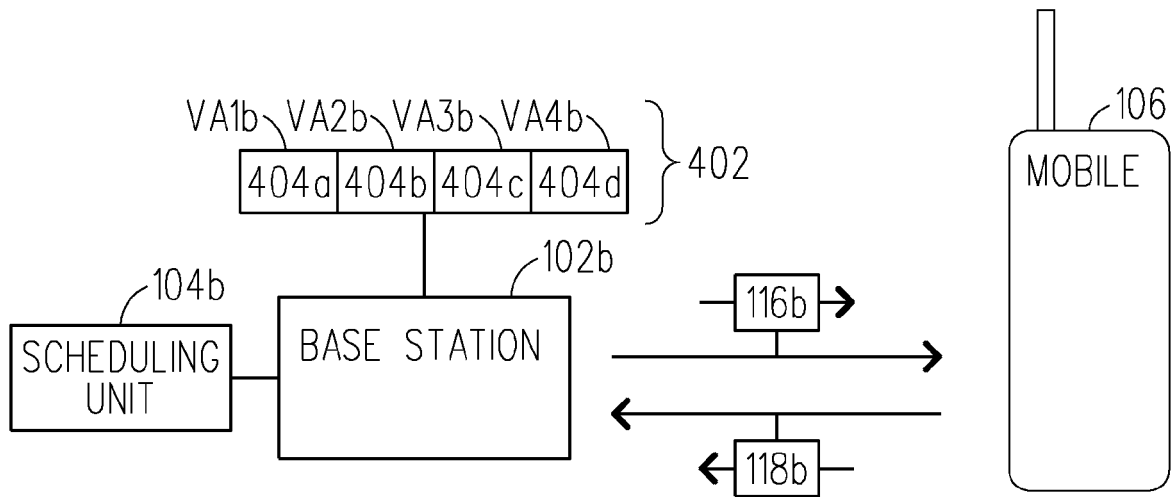 VA1b VA2b VA3b VA4b
404a 404b 404c 404d
402
106
MOBILE
104b
102b
SCHEDULING
UNIT
BASE STATION
116b
118b